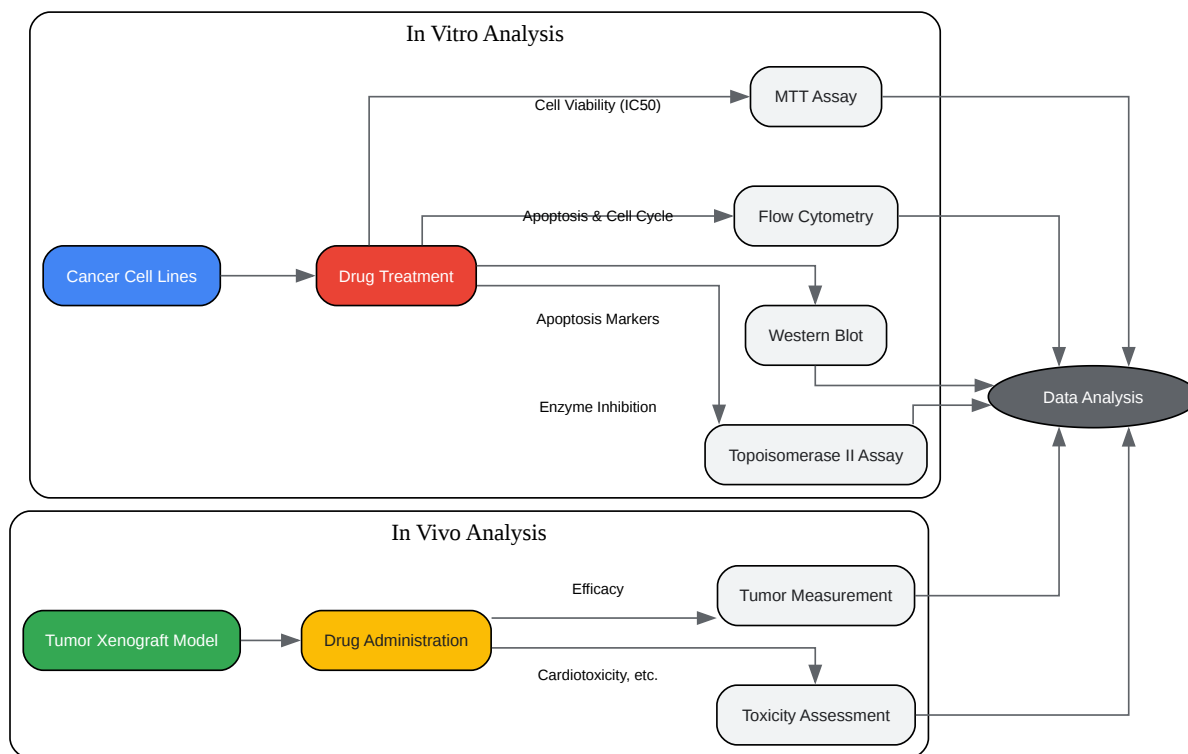 In Vitro Analysis
MTT Assay
Cell Viability (IC50)
Apoptosis & Cell Cycle
Flow Cytometry
Cancer Cell Lines
Drug Treatment
Apoptosis Markers
Western Blot
Data Analysis
Enzyme Inhibition
Topoisomerase II Assay
In Vivo Analysis
Efficacy
Tumor Measurement
Tumor Xenograft Model
Drug Administration
Cardiotoxicity, etc.
Toxicity Assessment